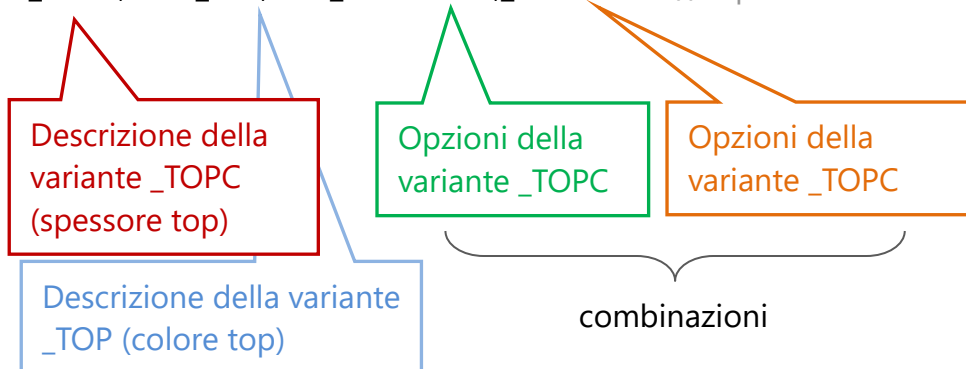 Descrizione della
variante _TOPC
(spessore top)
Opzioni della
variante _TOPC
Opzioni della
variante _TOPC
Descrizione della variante
_TOP (colore top)
combinazioni